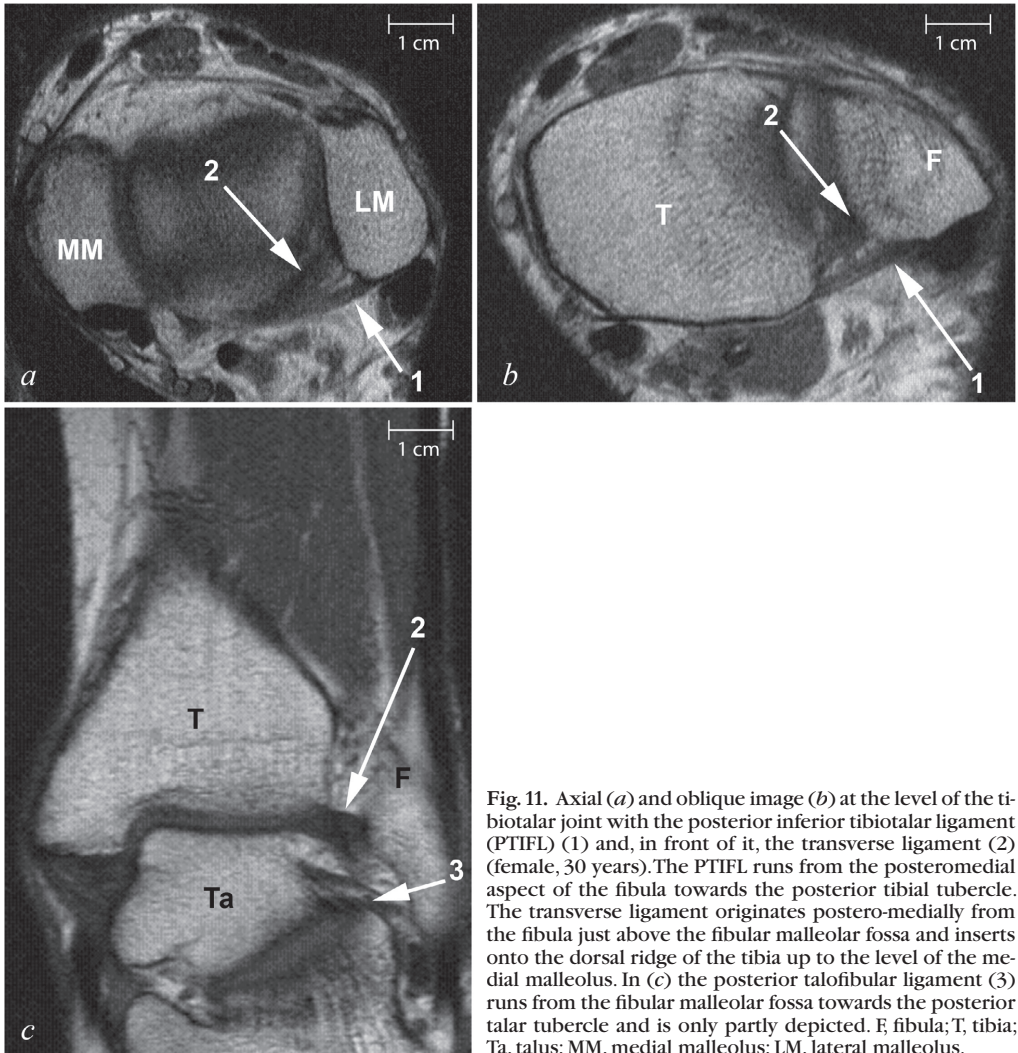 1 cm
2
LM
MM
1
a
1 cm
2
F
T
1
b
1 cm
2
T
F
3
Ta
c
Fig. 11. Axial (a) and oblique image (b) at the level of the ti-
biotalar joint with the posterior inferior tibiotalar ligament
(PTIFL) (1) and, in front of it, the transverse ligament (2)
(female, 30 years). The PTIFL runs from the posteromedial
aspect of the fibula towards the posterior tibial tubercle.
The transverse ligament originates postero-medially from
the fibula just above the fibular malleolar fossa and inserts
onto the dorsal ridge of the tibia up to the level of the me-
dial malleolus. In (c) the posterior talofibular ligament (3)
runs from the fibular malleolar fossa towards the posterior
talar tubercle and is only partly depicted. F, fibula; T, tibia;
Ta, talus; MM, medial malleolus; LM, lateral malleolus.